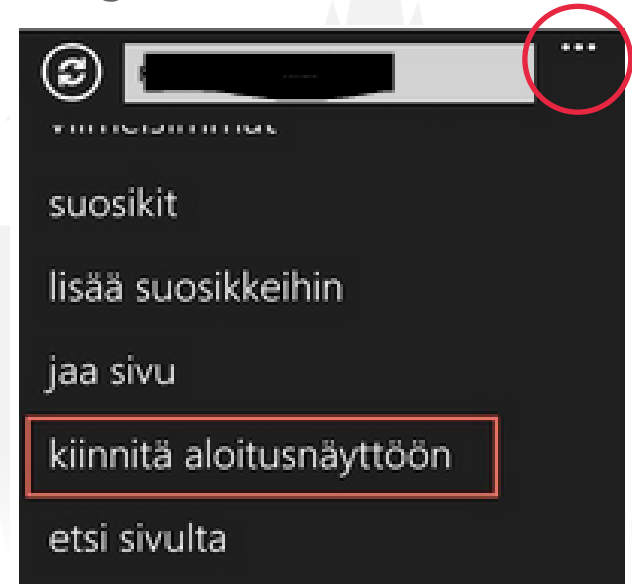 suosikit
lisää suosikkeihin
jaa sivu
kiinnitä aloitusnäyttöön
etsi sivulta